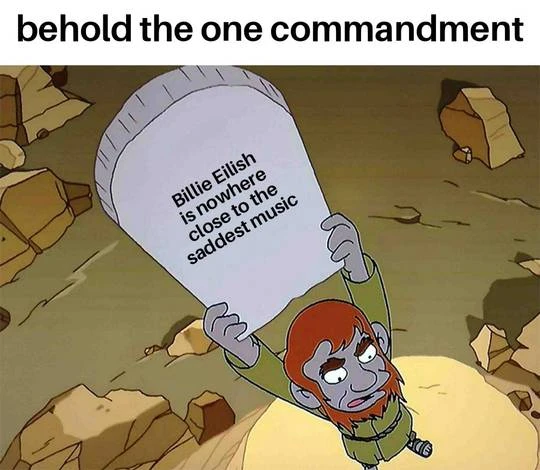 behold the one commandment
Billie Eilish
is nowhere
close to the
saddest music